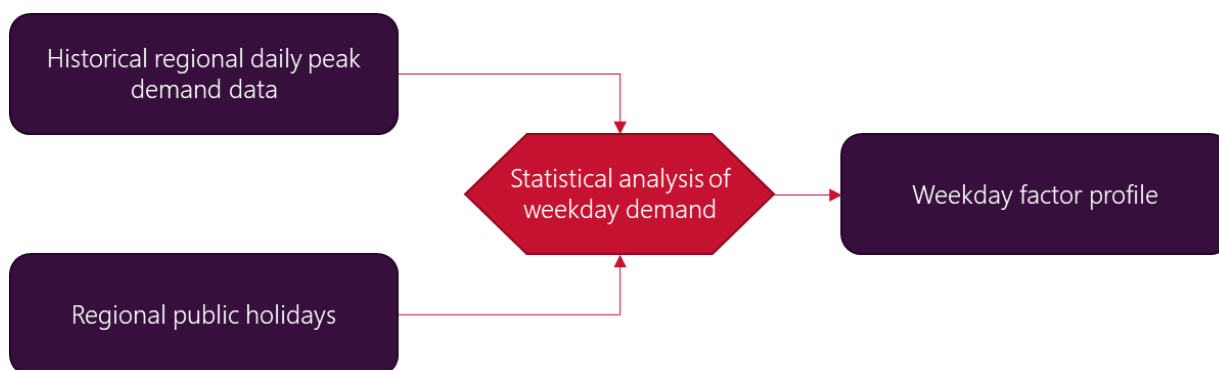 Historical regional daily peak
demand data
Statistical analysis of
weekday demand
Weekday factor profile
Regional public holidays